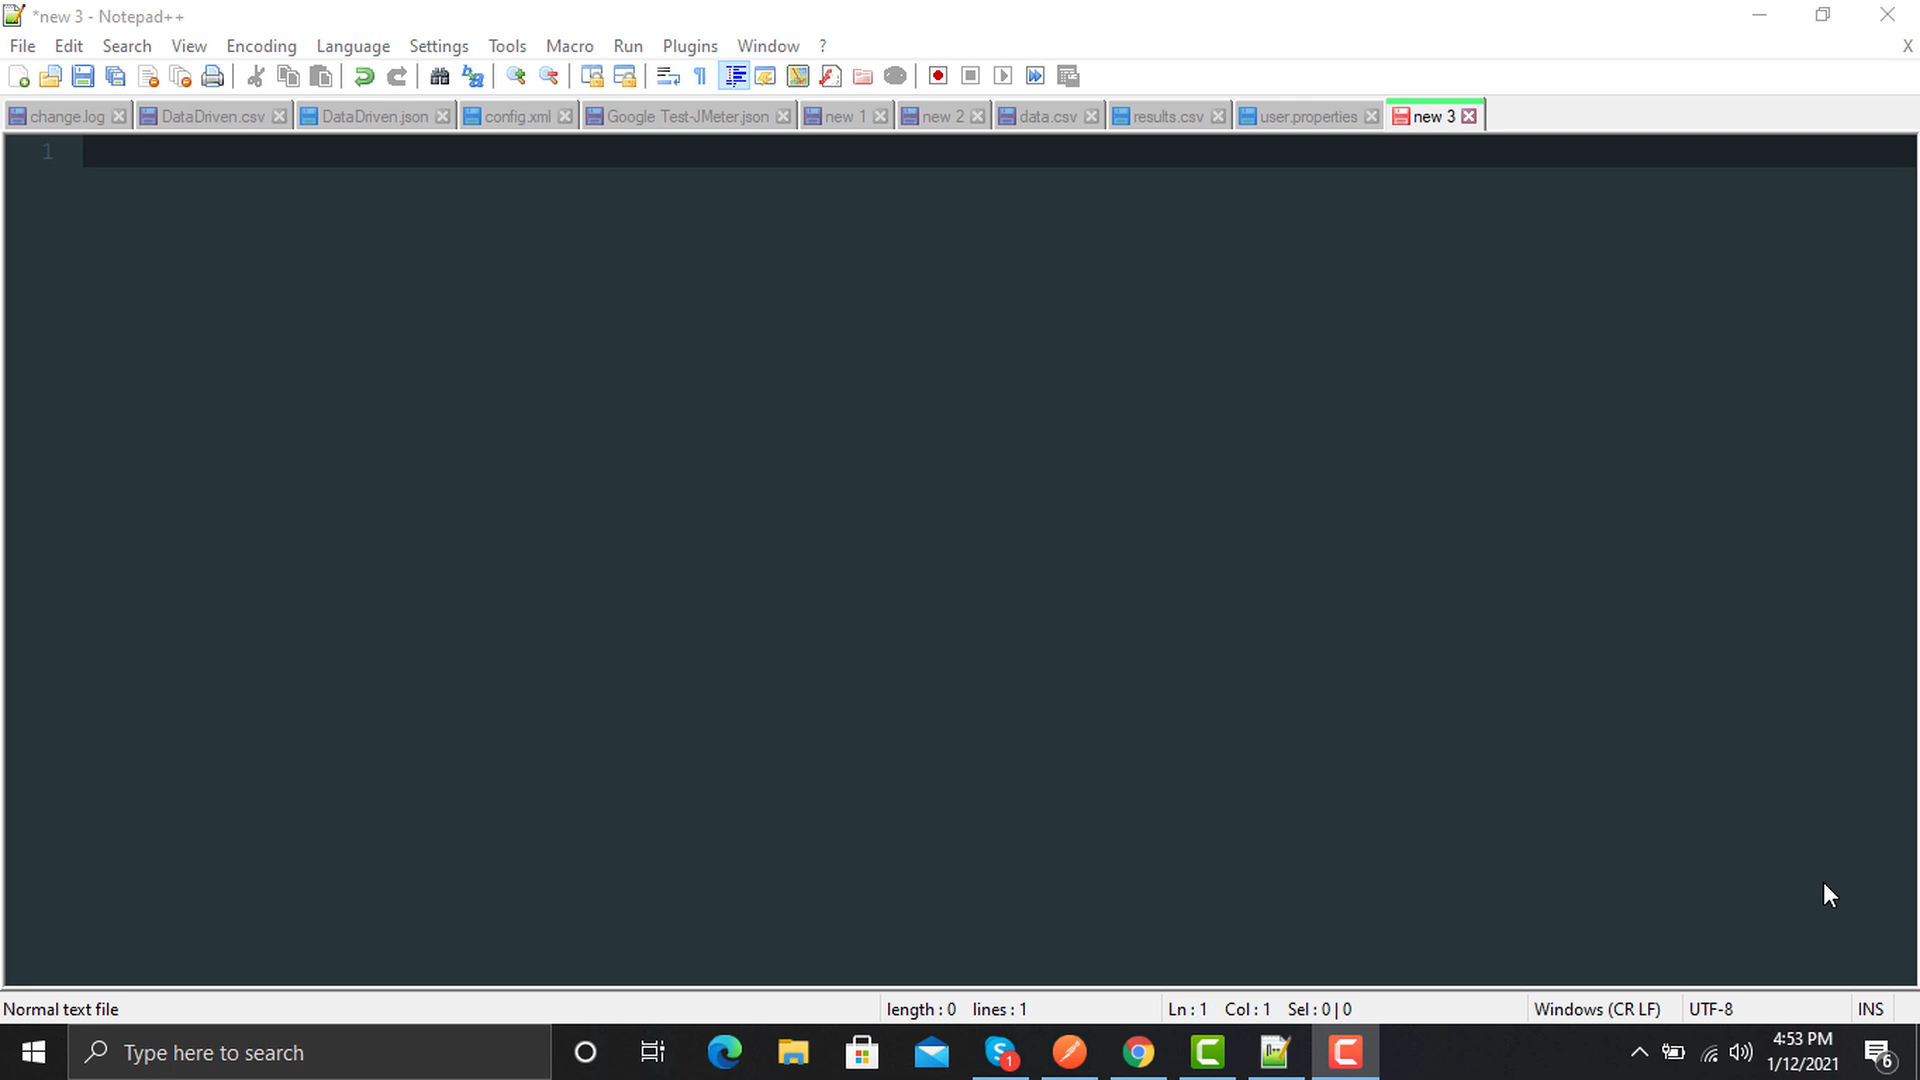 *new 3 - Notepad++
File Edit Search View Encoding Language Settings Tools Macro Run Plugins Window ? X
change.log DataDriven.csv DataDriven.json config.xml Google Test-JMeter.json new 1 new 2 data.csv results.csv user.properties new 3
1
Normal text file length : 0 lines : 1 Ln : 1 Col : 1 Sel : 0 | 0 Windows (CR LF) UTF-8 INS
Type here to search 1 4:53 PM
1/12/2021 6